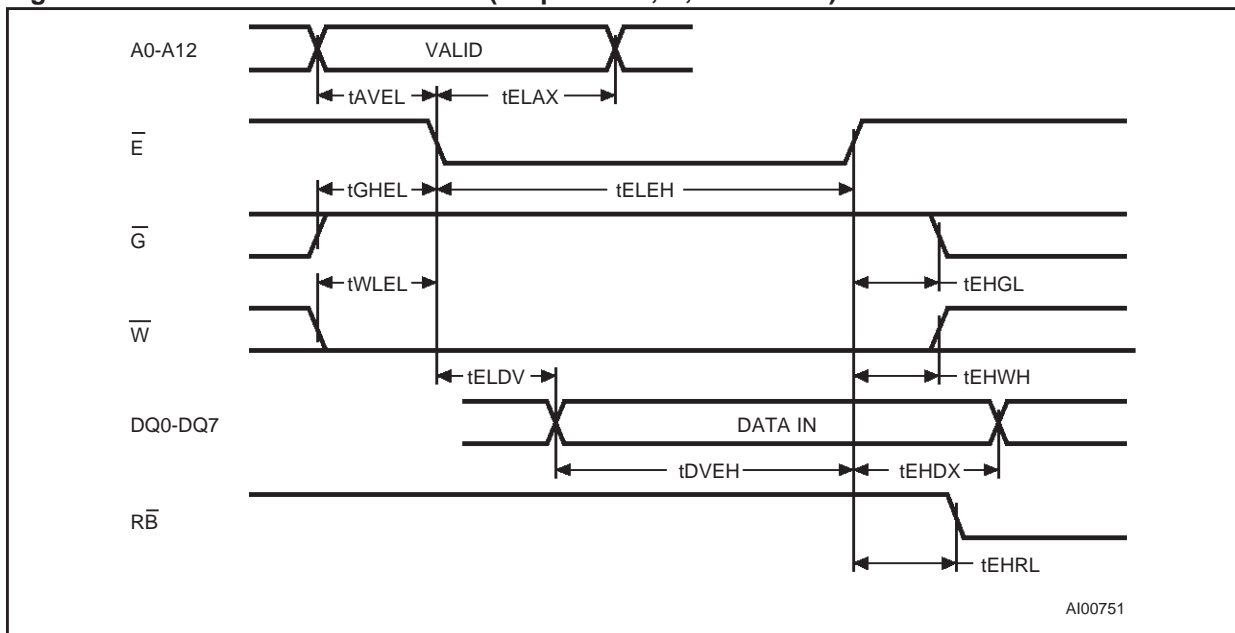 A0-A12
VALID
tAVEL
tELAX
E̅
tGHEL
tELEH
G̅
tWLEL
tEHGL
W̅
tELDV
tEHWH
DQ0-DQ7
DATA IN
tDVEH
tEHDX
RB̅
tEHRL
AI00751